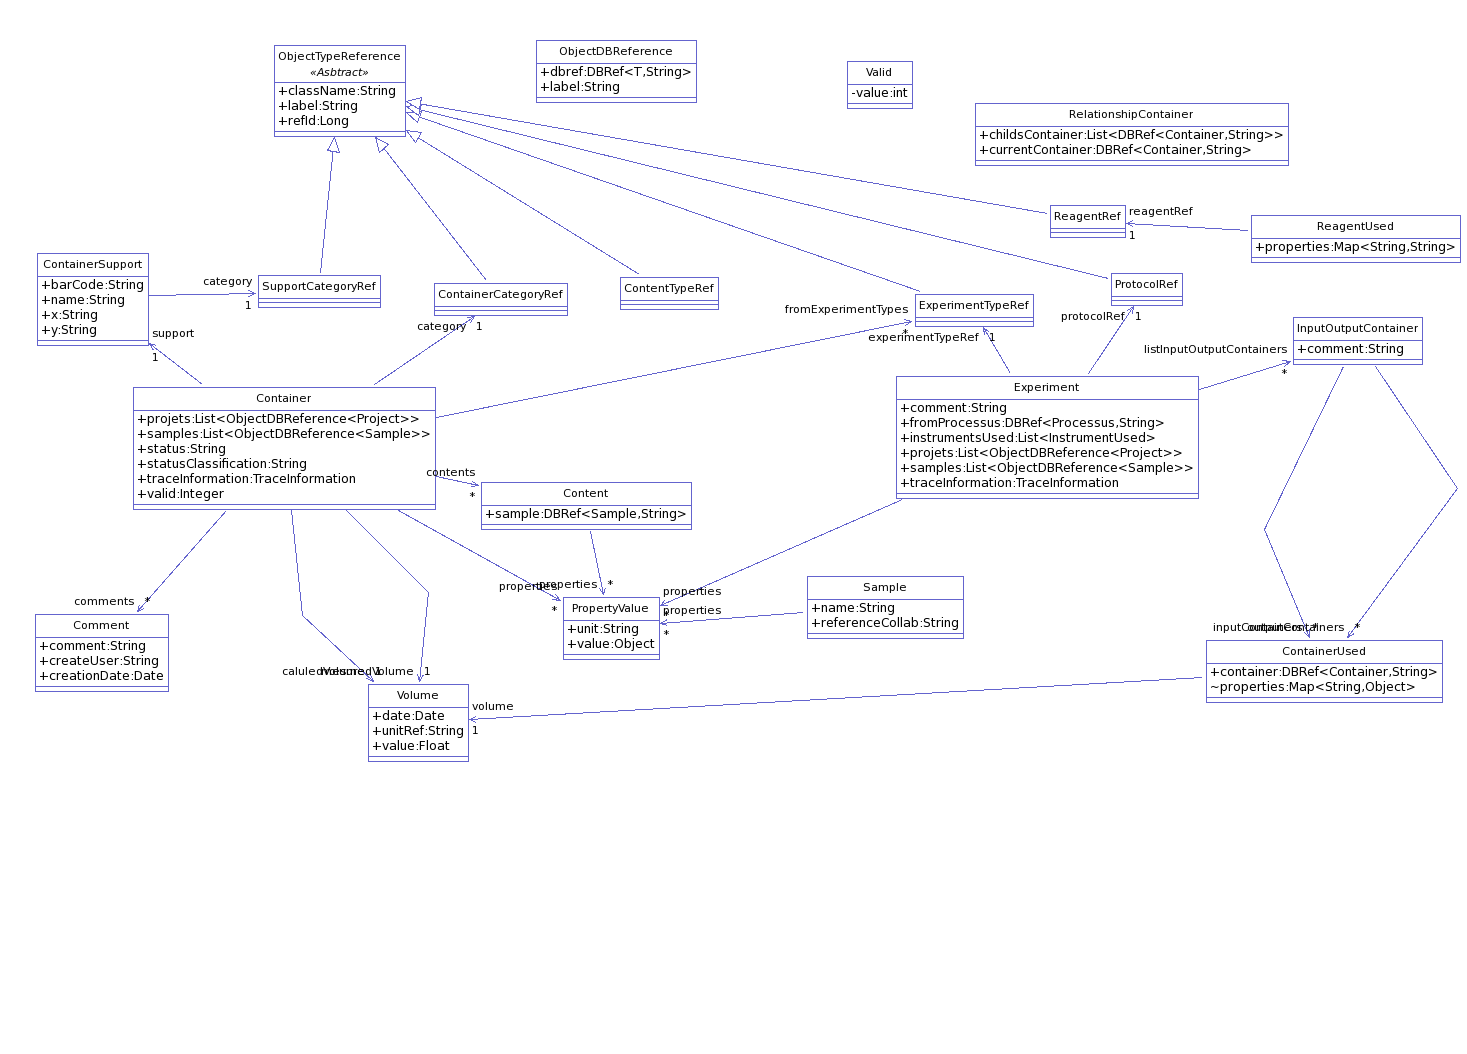 ObjectTypeReference
«Asbtract»
+className:String
+label:String
+refId:Long
ObjectDBReference
+dbref:DBRef<T,String>
+label:String
Valid
-value:int
RelationshipContainer
+childsContainer:List<DBRef<Container,String>>
+currentContainer:DBRef<Container,String>
ReagentRef
reagentRef
1
ReagentUsed
+properties:Map<String,String>
ContainerSupport
+barCode:String
+name:String
+x:String
+y:String
category
1
SupportCategoryRef
ContainerCategoryRef
category
1
ContentTypeRef
fromExperimentTypes
*
ExperimentTypeRef
experimentTypeRef
1
ProtocolRef
protocolRef
1
InputOutputContainer
+comment:String
listInputOutputContainers
*
support
1
Container
+projets:List<ObjectDBReference<Project>>
+samples:List<ObjectDBReference<Sample>>
+status:String
+statusClassification:String
+traceInformation:TraceInformation
+valid:Integer
Experiment
+comment:String
+fromProcessus:DBRef<Processus,String>
+instrumentsUsed:List<InstrumentUsed>
+projets:List<ObjectDBReference<Project>>
+samples:List<ObjectDBReference<Sample>>
+traceInformation:TraceInformation
contents
*
Content
+sample:DBRef<Sample,String>
comments
*
Comment
+comment:String
+createUser:String
+creationDate:Date
properties
*
properties
*
PropertyValue
+unit:String
+value:Object
properties
*
properties
*
Sample
+name:String
+referenceCollab:String
*
*
ContainerUsed
+container:DBRef<Container,String>
~properties:Map<String,Object>
1
1
Volume
+date:Date
+unitRef:String
+value:Float
volume
1